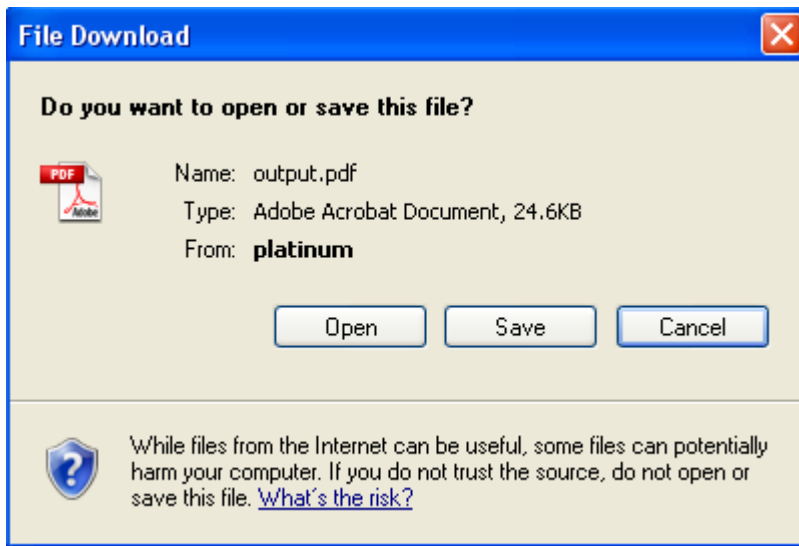 File Download
Do you want to open or save this file?
PDF
Adobe
Name: output.pdf
Type: Adobe Acrobat Document, 24.6KB
From: platinum
Open Save Cancel
While files from the Internet can be useful, some files can potentially
harm your computer. If you do not trust the source, do not open or
save this file. What's the risk?